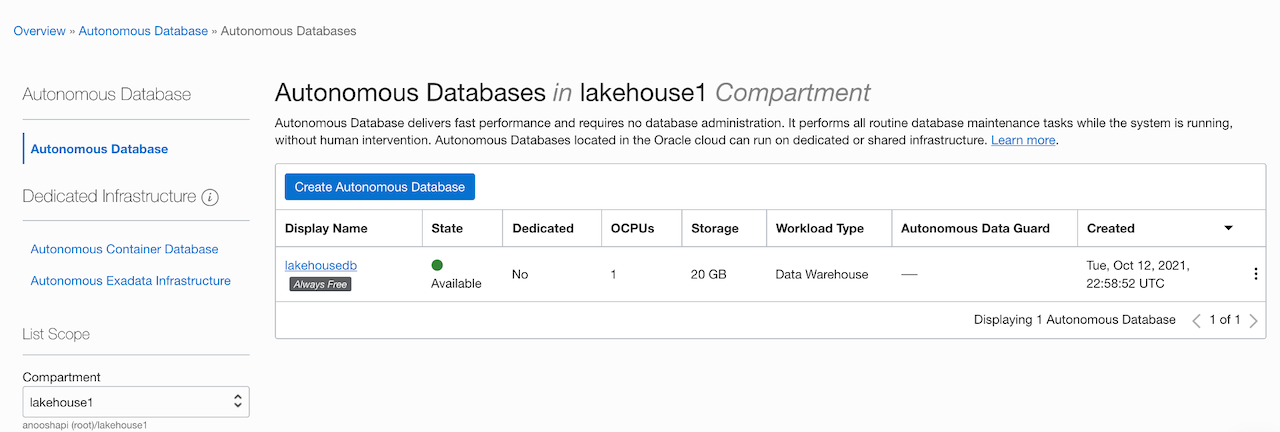 Overview » Autonomous Database » Autonomous Databases
Autonomous Database
Autonomous Database
Dedicated Infrastructure i
Autonomous Container Database
Autonomous Exadata Infrastructure
List Scope
Compartment
lakehouse1
anooshapi (root)/lakehouse1
Autonomous Databases in lakehouse1 Compartment
Autonomous Database delivers fast performance and requires no database administration. It performs all routine database maintenance tasks while the system is running,
without human intervention. Autonomous Databases located in the Oracle cloud can run on dedicated or shared infrastructure. Learn more.
Create Autonomous Database
Display Name State Dedicated OCPUs Storage Workload Type Autonomous Data Guard Created
lakehousedb
Always Free
Available
No
1
20 GB
Data Warehouse
—
Tue, Oct 12, 2021,
22:58:52 UTC
Displaying 1 Autonomous Database < 1 of 1 >